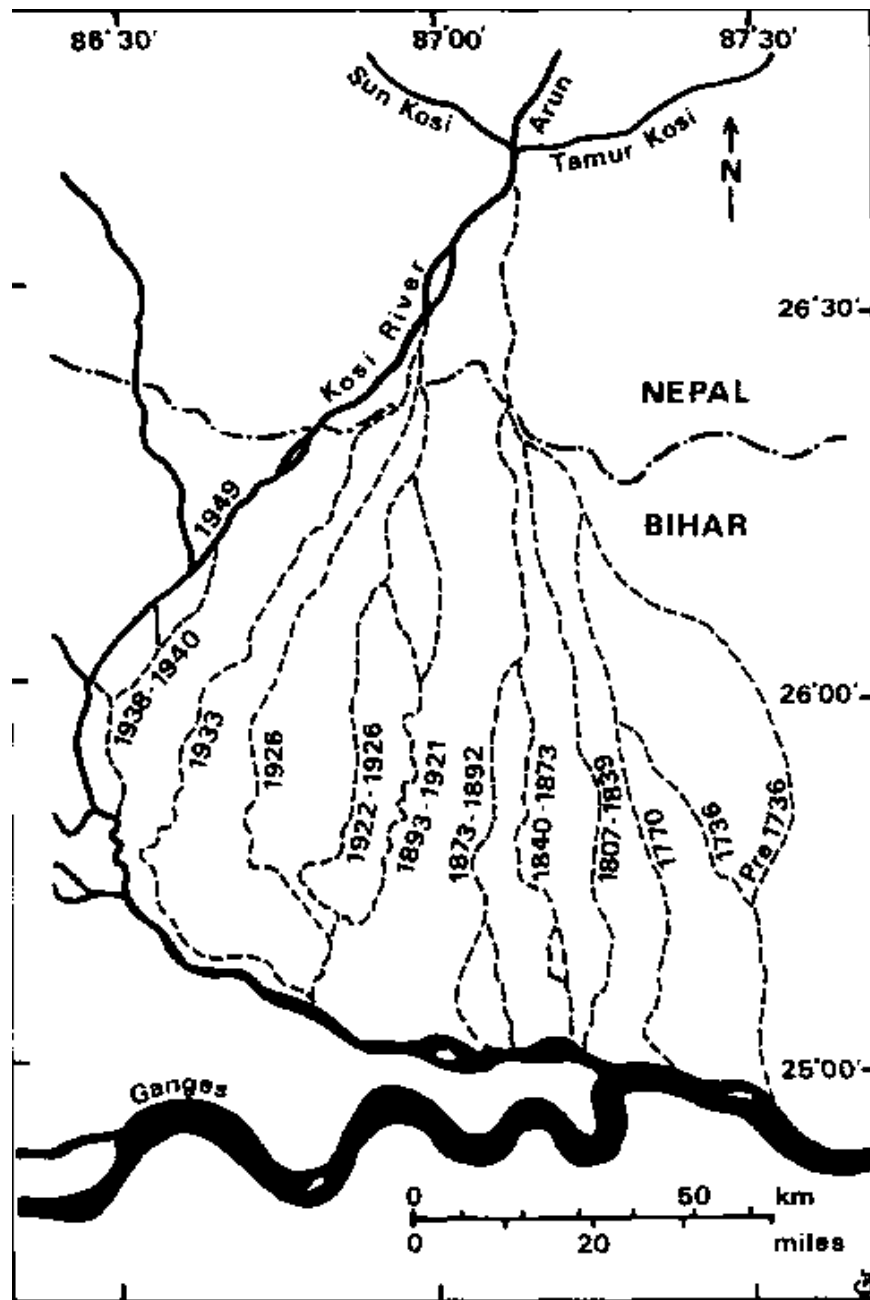 86°30'
87°00'
87°30'
Sun Kosi
Arun
Tamur Kosi
N
26°30'
Kosi River
NEPAL
BIHAR
1949
26°00'
1938-1940
1933
1926
1922-1926
1893-1921
1873-1892
1840-1873
1807-1839
1770
1736
Pre 1736
25°00'
Ganges
0 50 km
0 20 miles